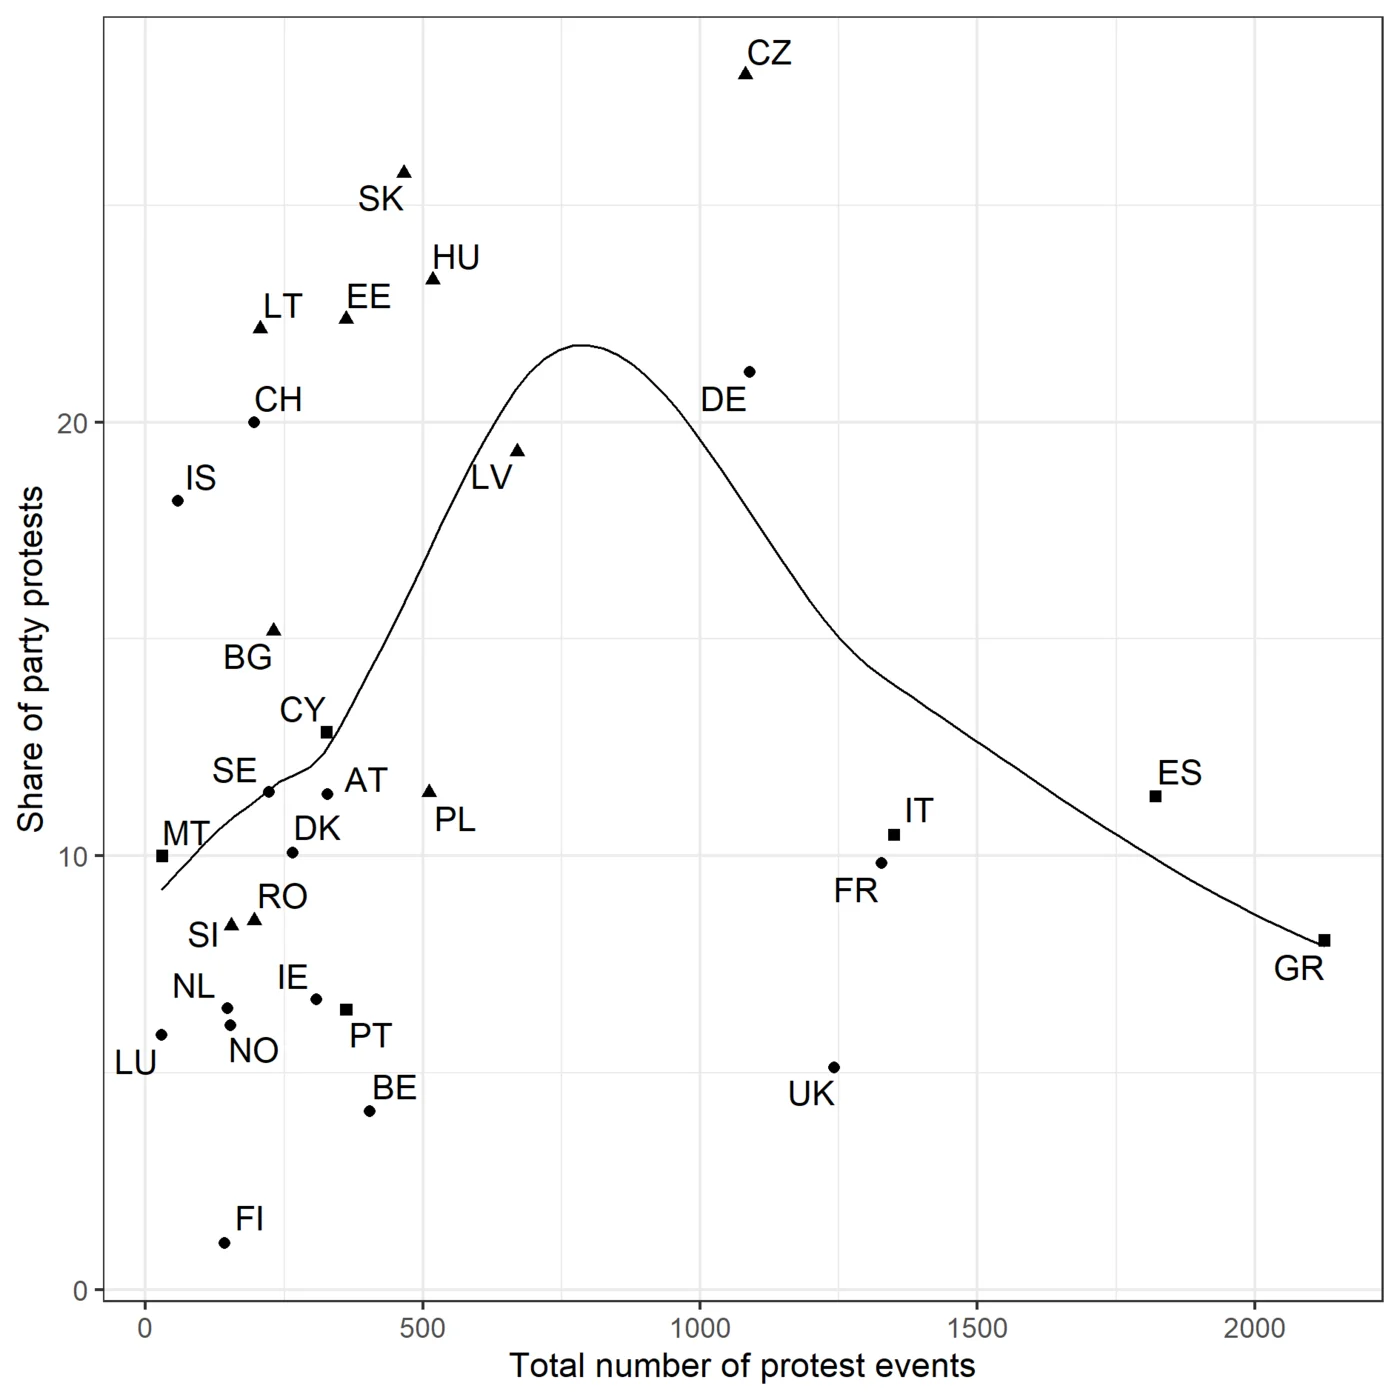 CZ
SK
HU
LT
EE
CH
DE
20
LV
IS
BG
CY
SE
AT
ES
MT
DK
PL
IT
10
FR
RO
SI
GR
NL
IE
PT
LU
NO
BE
UK
FI
0
0 500 1000 1500 2000
Total number of protest events
Share of party protests